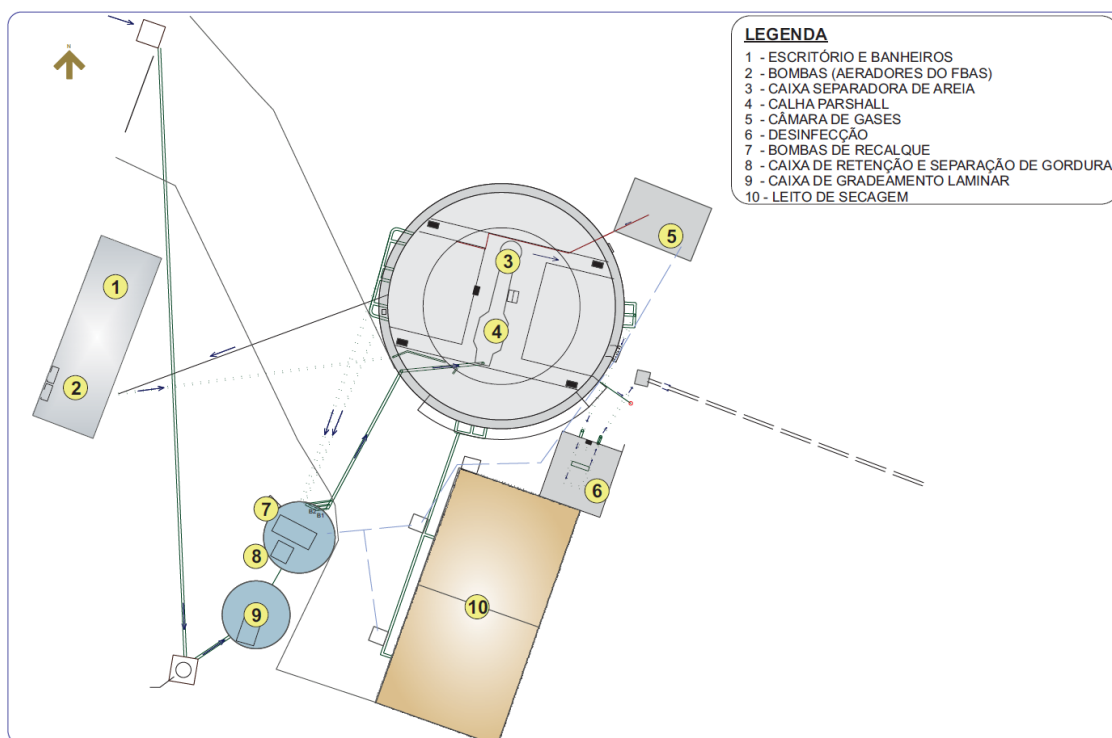 N
LEGENDA
1 - ESCRITÓRIO E BANHEIROS
2 - BOMBAS (AERADORES DO FBAS)
3 - CAIXA SEPARADORA DE AREIA
4 - CALHA PARSHALL
5 - CÂMARA DE GASES
6 - DESINFECÇÃO
7 - BOMBAS DE RECALQUE
8 - CAIXA DE RETENÇÃO E SEPARAÇÃO DE GORDURA
9 - CAIXA DE GRADEAMENTO LAMINAR
10 - LEITO DE SECAGEM
5
3
1
4
2
6
7
B2 B1
8
10
9